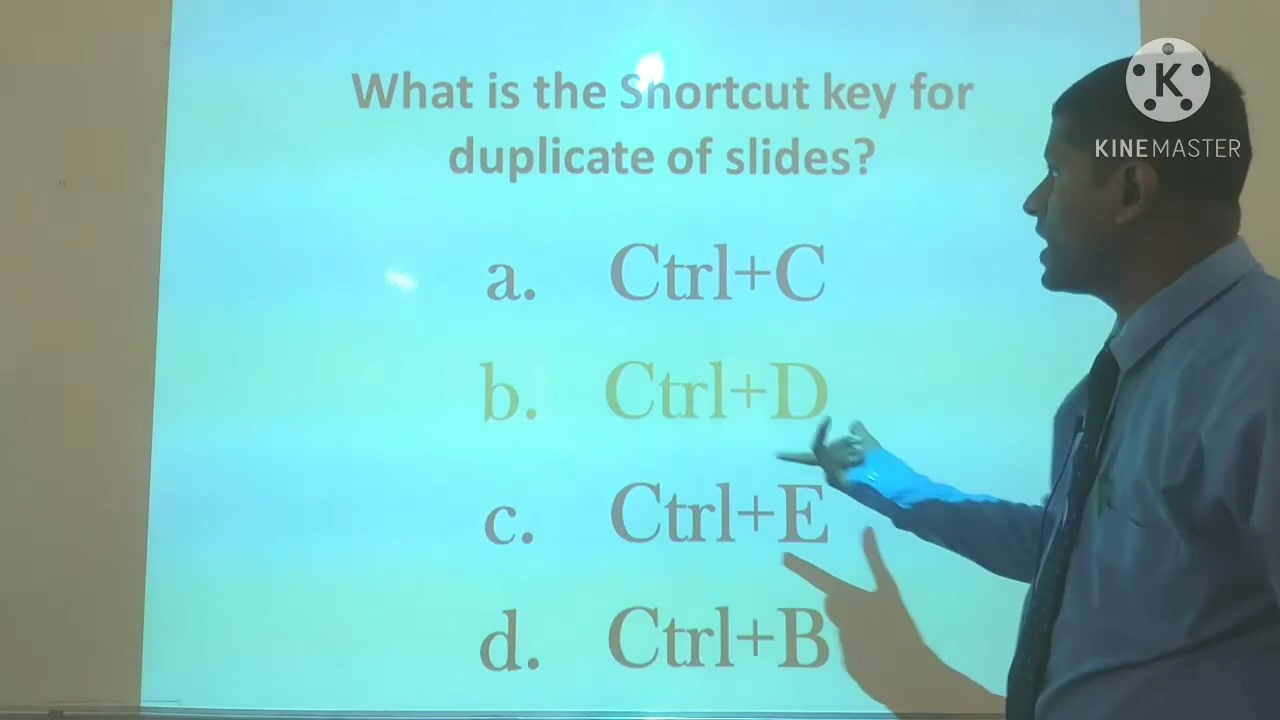 What is the Shortcut key for
duplicate of slides?
a. Ctrl+C
b. Ctrl+D
c. Ctrl+E
d. Ctrl+B
K
KINEMASTER